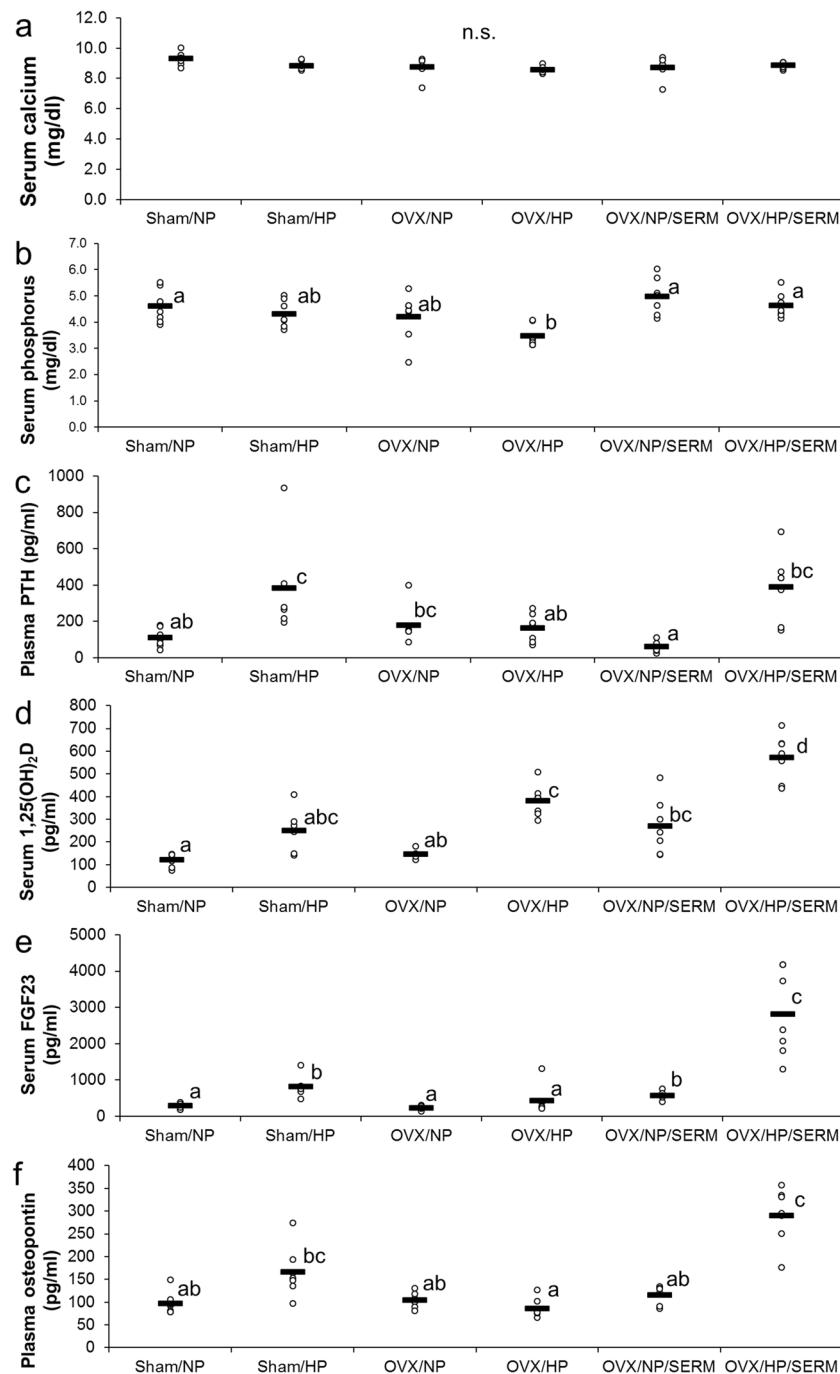 a
Serum calcium
(mg/dl)
12.0
10.0
8.0
6.0
4.0
2.0
0.0
n.s.
Sham/NP Sham/HP OVX/NP OVX/HP OVX/NP/SERM OVX/HP/SERM
b
Serum phosphorus
(mg/dl)
7.0
6.0
5.0
4.0
3.0
2.0
1.0
0.0
a ab ab b a a
Sham/NP Sham/HP OVX/NP OVX/HP OVX/NP/SERM OVX/HP/SERM
c
Plasma PTH (pg/ml)
1000
800
600
400
200
0
ab c bc ab a bc
Sham/NP Sham/HP OVX/NP OVX/HP OVX/NP/SERM OVX/HP/SERM
d
Serum 1,25(OH)₂D
(pg/ml)
800
700
600
500
400
300
200
100
0
a abc ab c bc d
Sham/NP Sham/HP OVX/NP OVX/HP OVX/NP/SERM OVX/HP/SERM
e
Serum FGF23
(pg/ml)
5000
4000
3000
2000
1000
0
a b a a b c
Sham/NP Sham/HP OVX/NP OVX/HP OVX/NP/SERM OVX/HP/SERM
f
Plasma osteopontin
(pg/ml)
400
350
300
250
200
150
100
50
0
ab bc ab a ab c
Sham/NP Sham/HP OVX/NP OVX/HP OVX/NP/SERM OVX/HP/SERM